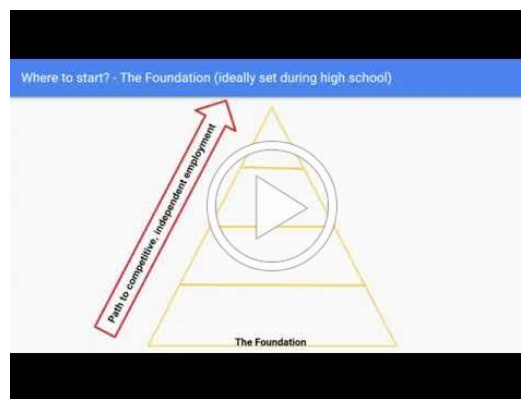 Where to start? - The Foundation (ideally set during high school)
Path to competitive, independent employment
The Foundation